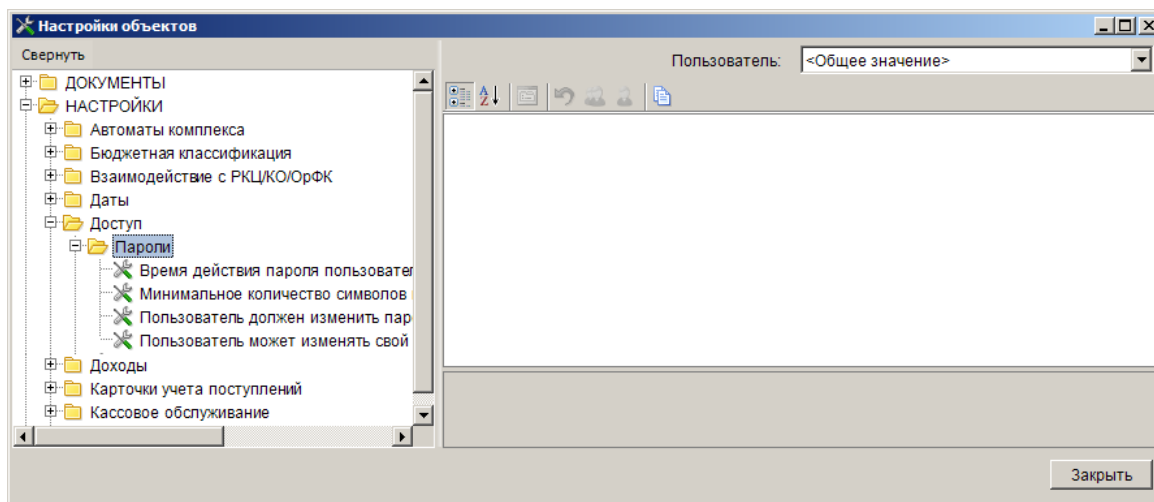 Настройки объектов
Свернуть
Пользователь: <Общее значение>
ДОКУМЕНТЫ
НАСТРОЙКИ
Автоматы комплекса
Бюджетная классификация
Взаимодействие с РКЦ/КО/ОрФК
Даты
Доступ
Пароли
Время действия пароля
Минимальное количество символов
Пользователь должен изменить
Пользователь может изменять свой
Доходы
Карточки учета поступлений
Кассовое обслуживание
Закрыть